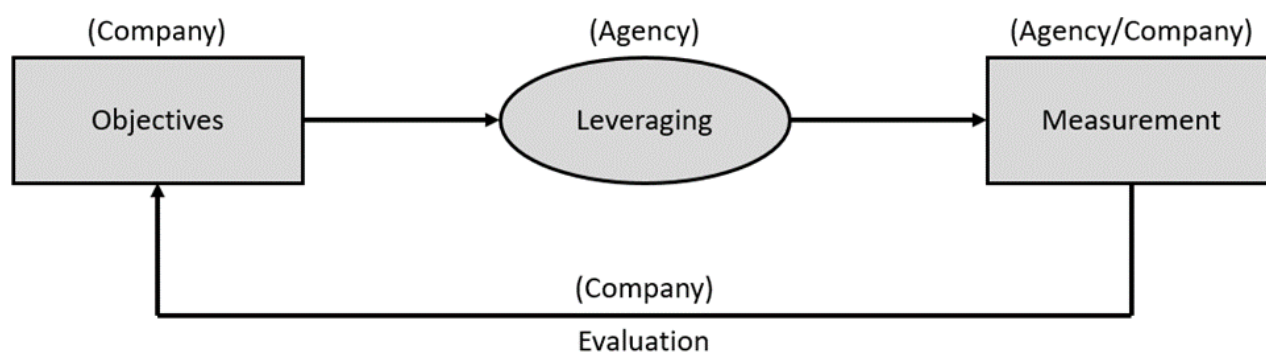 (Company)
(Agency)
(Agency/Company)
Objectives
Leveraging
Measurement
(Company)
Evaluation